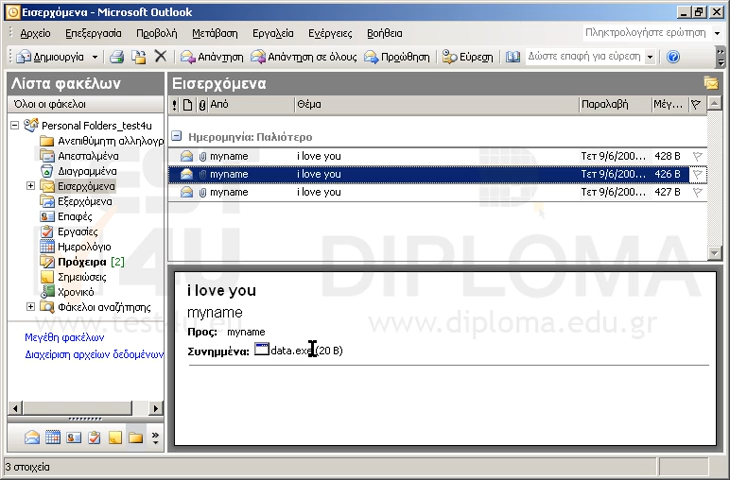 Εισερχόμενα - Microsoft Outlook
Αρχείο Επεξεργασία Προβολή Μετάβαση Εργαλεία Ενέργειες Βοήθεια Πληκτρολογήστε ερώτηση
Δημιουργία Απάντηση Απάντηση σε όλους Προώθηση Εύρεση Δώστε επαφή για εύρεση
Λίστα φακέλων
Όλοι οι φάκελοι
Personal Folders_test4u
Ανεπιθύμητη αλληλογρ
Απεσταλμένα
Διαγραμμένα
Εισερχόμενα
Εξερχόμενα
Επαφές
Εργασίες
Ημερολόγιο
Πρόχειρα [2]
Σημειώσεις
Χρονικό
Φάκελοι αναζήτησης
Μεγέθη φακέλων
Διαχείριση αρχείων δεδομένων
Εισερχόμενα
Από Θέμα Παραλαβή Μέγ...
Ημερομηνία: Παλιότερο
myname i love you Τετ 9/6/200... 428 B
myname i love you Τετ 9/6/200... 426 B
myname i love you Τετ 9/6/200... 427 B
i love you
myname
Προς: myname
Συνημμένα: data.exe (20 B)
TEST4U DIPLOMA
www.test4u.eu www.diploma.edu.gr
3 στοιχεία